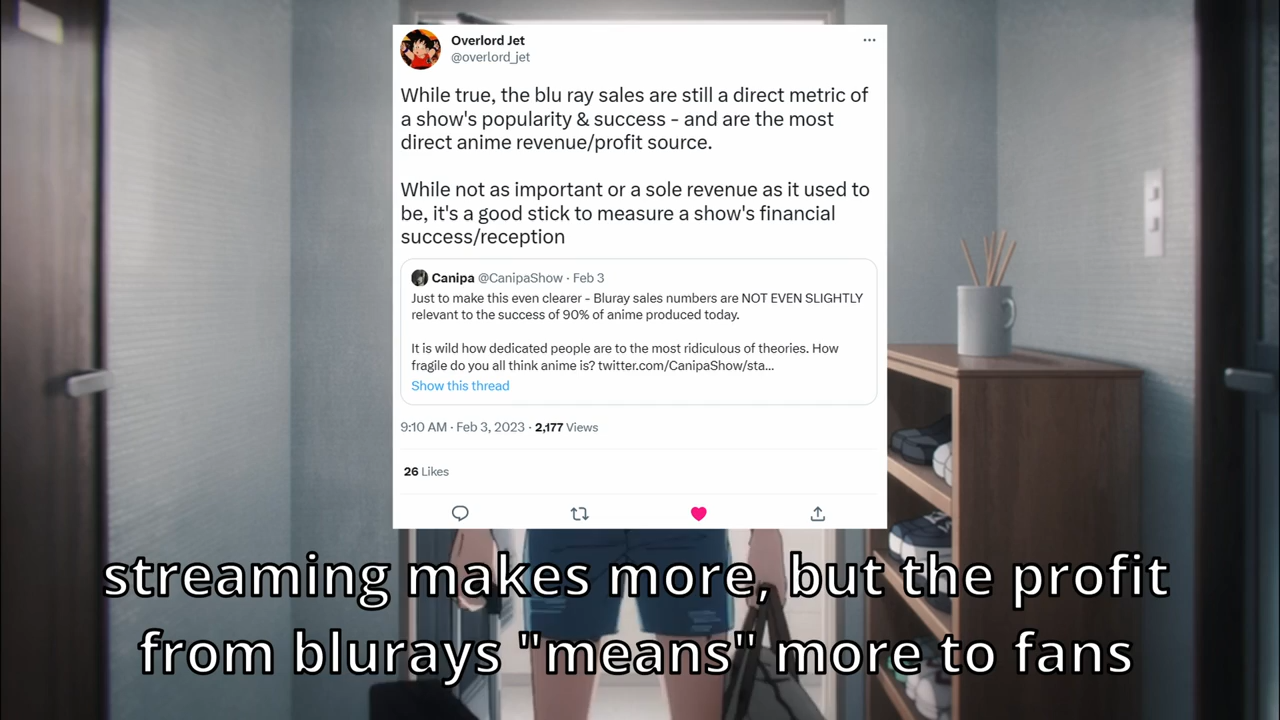 Overlord Jet
@overlord_jet
While true, the blu ray sales are still a direct metric of
a show's popularity & success - and are the most
direct anime revenue/profit source.
While not as important or a sole revenue as it used to
be, it's a good stick to measure a show's financial
success/reception
Canipa @CanipaShow · Feb 3
Just to make this even clearer - Bluray sales numbers are NOT EVEN SLIGHTLY
relevant to the success of 90% of anime produced today.
It is wild how dedicated people are to the most ridiculous of theories. How
fragile do you all think anime is? twitter.com/CanipaShow/sta...
Show this thread
9:10 AM · Feb 3, 2023 · 2,177 Views
26 Likes
streaming makes more, but the profit
from blurays "means" more to fans